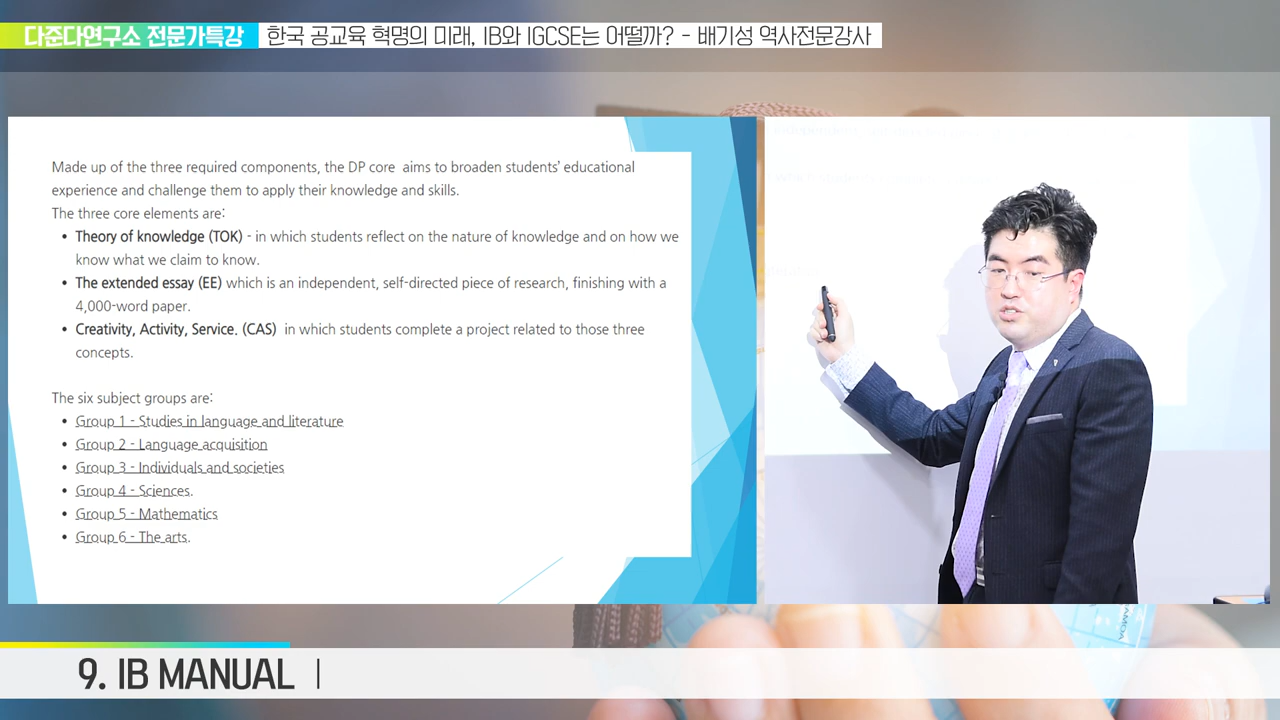 다준다연구소 전문가특강 한국 공교육 혁명의 미래, IB와 IGCSE는 어떨까? - 배기성 역사전문강사
Made up of the three required components, the DP core aims to broaden students' educational
experience and challenge them to apply their knowledge and skills.
The three core elements are:
• Theory of knowledge (TOK) - in which students reflect on the nature of knowledge and on how we
know what we claim to know.
• The extended essay (EE) which is an independent, self-directed piece of research, finishing with a
4,000-word paper.
• Creativity, Activity, Service. (CAS) in which students complete a project related to those three
concepts.
The six subject groups are:
• Group 1 - Studies in language and literature
• Group 2 - Language acquisition
• Group 3 - Individuals and societies
• Group 4 - Sciences.
• Group 5 - Mathematics
• Group 6 - The arts.
SAMOA
9. IB MANUAL